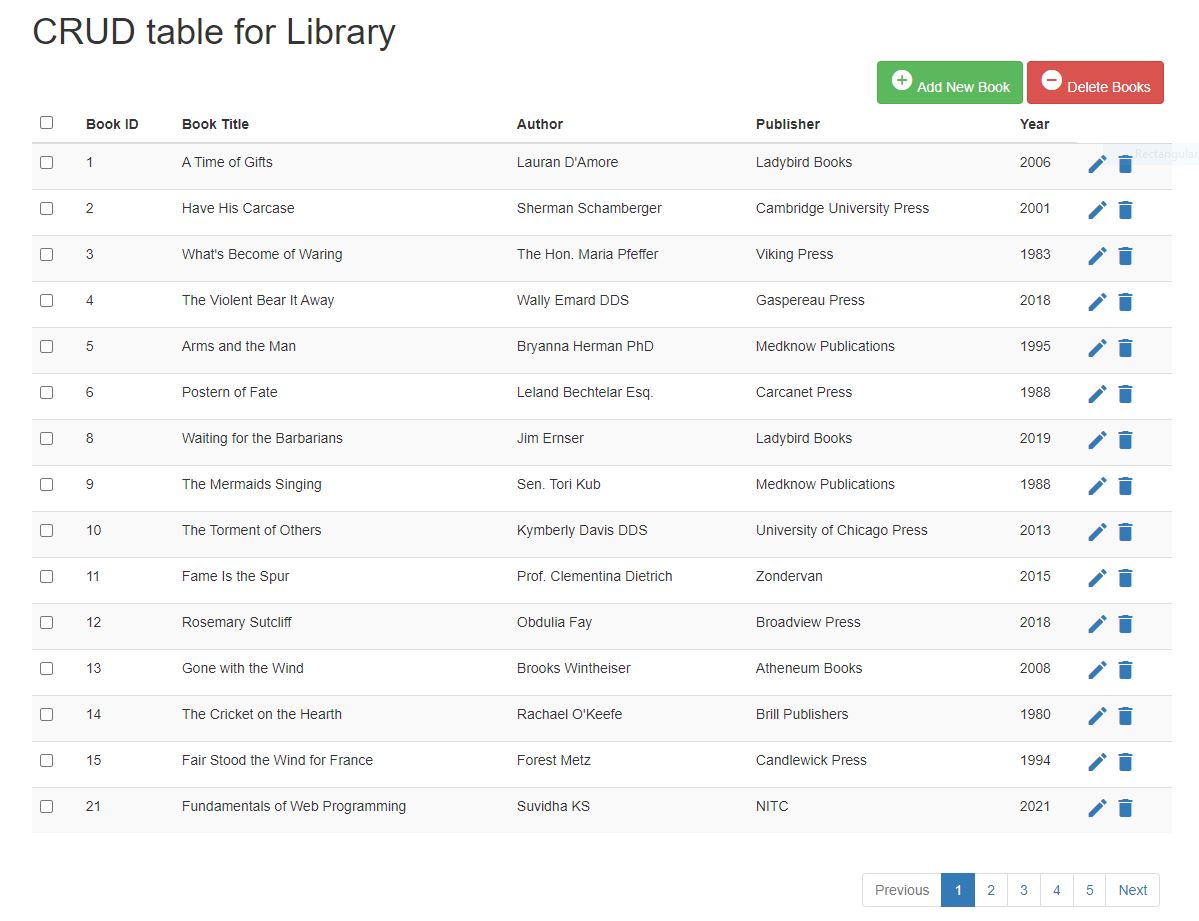 CRUD table for Library
Add New Book Delete Books
Book ID Book Title Author Publisher Year
Rectangular
1 A Time of Gifts Lauran D'Amore Ladybird Books 2006
2 Have His Carcase Sherman Schamberger Cambridge University Press 2001
3 What's Become of Waring The Hon. Maria Pfeffer Viking Press 1983
4 The Violent Bear It Away Wally Emard DDS Gaspereau Press 2018
5 Arms and the Man Bryanna Herman PhD Medknow Publications 1995
6 Postern of Fate Leland Bechtelar Esq. Carcanet Press 1988
8 Waiting for the Barbarians Jim Ernser Ladybird Books 2019
9 The Mermaids Singing Sen. Tori Kub Medknow Publications 1988
10 The Torment of Others Kymberly Davis DDS University of Chicago Press 2013
11 Fame Is the Spur Prof. Clementina Dietrich Zondervan 2015
12 Rosemary Sutcliff Obdulia Fay Broadview Press 2018
13 Gone with the Wind Brooks Wintheiser Atheneum Books 2008
14 The Cricket on the Hearth Rachael O'Keefe Brill Publishers 1980
15 Fair Stood the Wind for France Forest Metz Candlewick Press 1994
21 Fundamentals of Web Programming Suvidha KS NITC 2021
Previous 1 2 3 4 5 Next